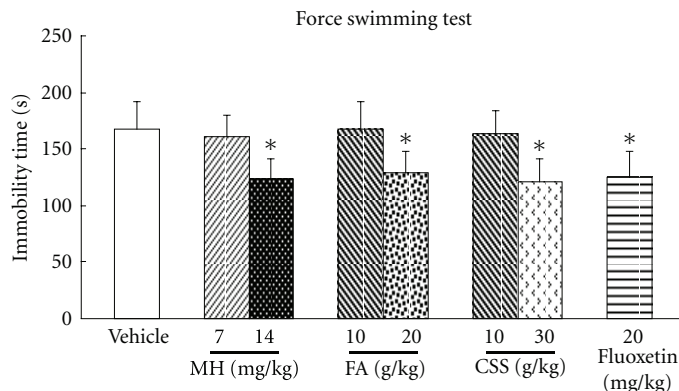 Force swimming test
Immobility time (s)
250
200
150
100
50
0
* * * *
Vehicle 7 14 10 20 10 30 20
MH (mg/kg) FA (g/kg) CSS (g/kg) Fluoxetin
(mg/kg)